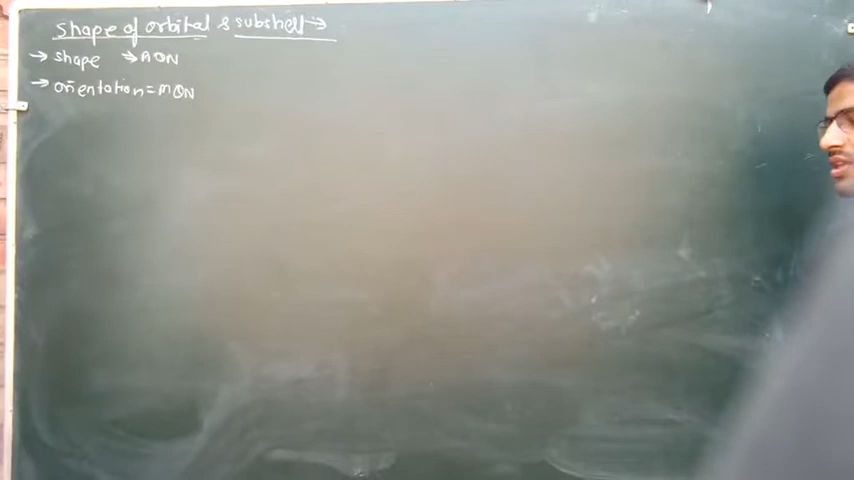 Shape of orbital & subshell →
→ shape → AQN
→ orientation = MQN